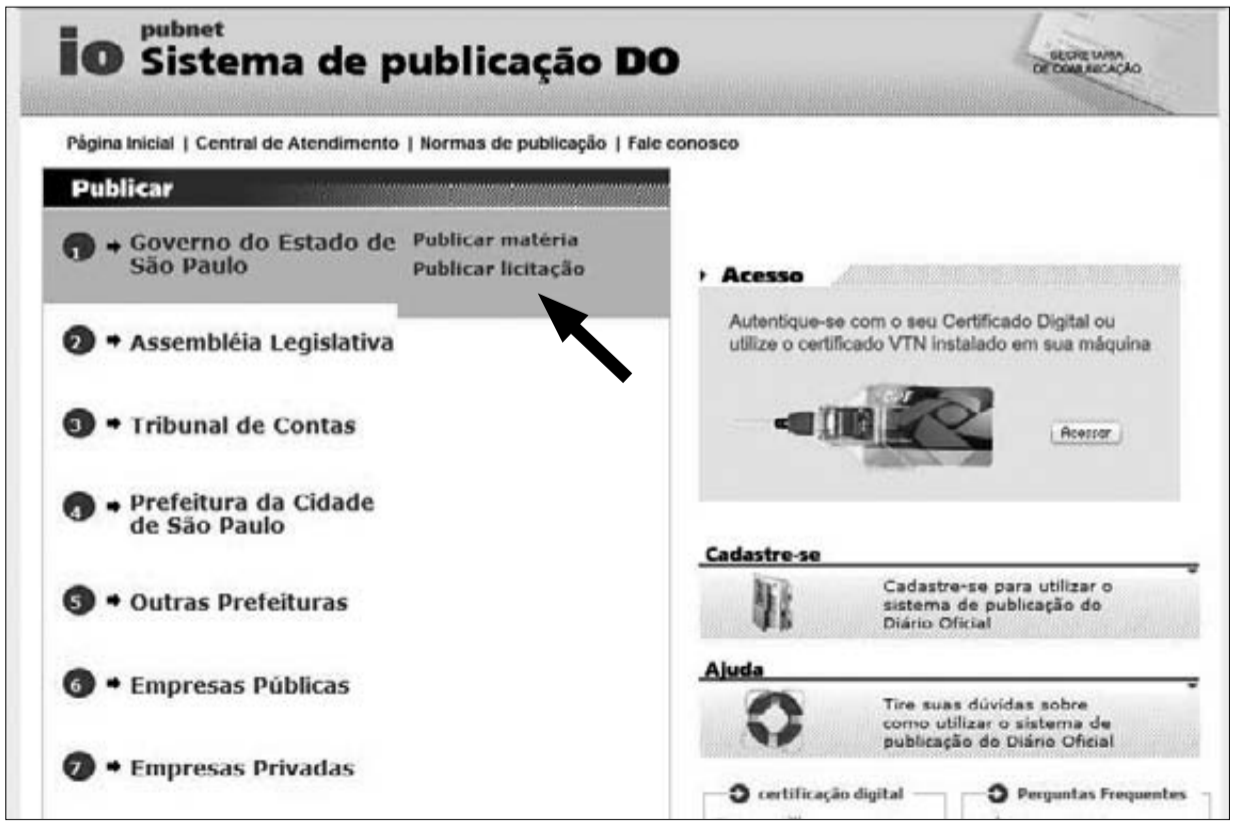 io
pubnet
Sistema de publicação DO
SECRETARIA
DE COMUNICAÇÃO
Página Inicial | Central de Atendimento | Normas de publicação | Fale conosco
Publicar
1 Governo do Estado de
São Paulo
Publicar matéria
Publicar licitação
2 Assembléia Legislativa
3 Tribunal de Contas
4 Prefeitura da Cidade
de São Paulo
5 Outras Prefeituras
6 Empresas Públicas
7 Empresas Privadas
Acesso
Autentique-se com o seu Certificado Digital ou
utilize o certificado VTN instalado em sua máquina
Acessar
Cadastre-se
Cadastre-se para utilizar o
sistema de publicação do
Diário Oficial
Ajuda
Tire suas dúvidas sobre
como utilizar o sistema de
publicação do Diário Oficial
certificação digital
Perguntas Frequentes